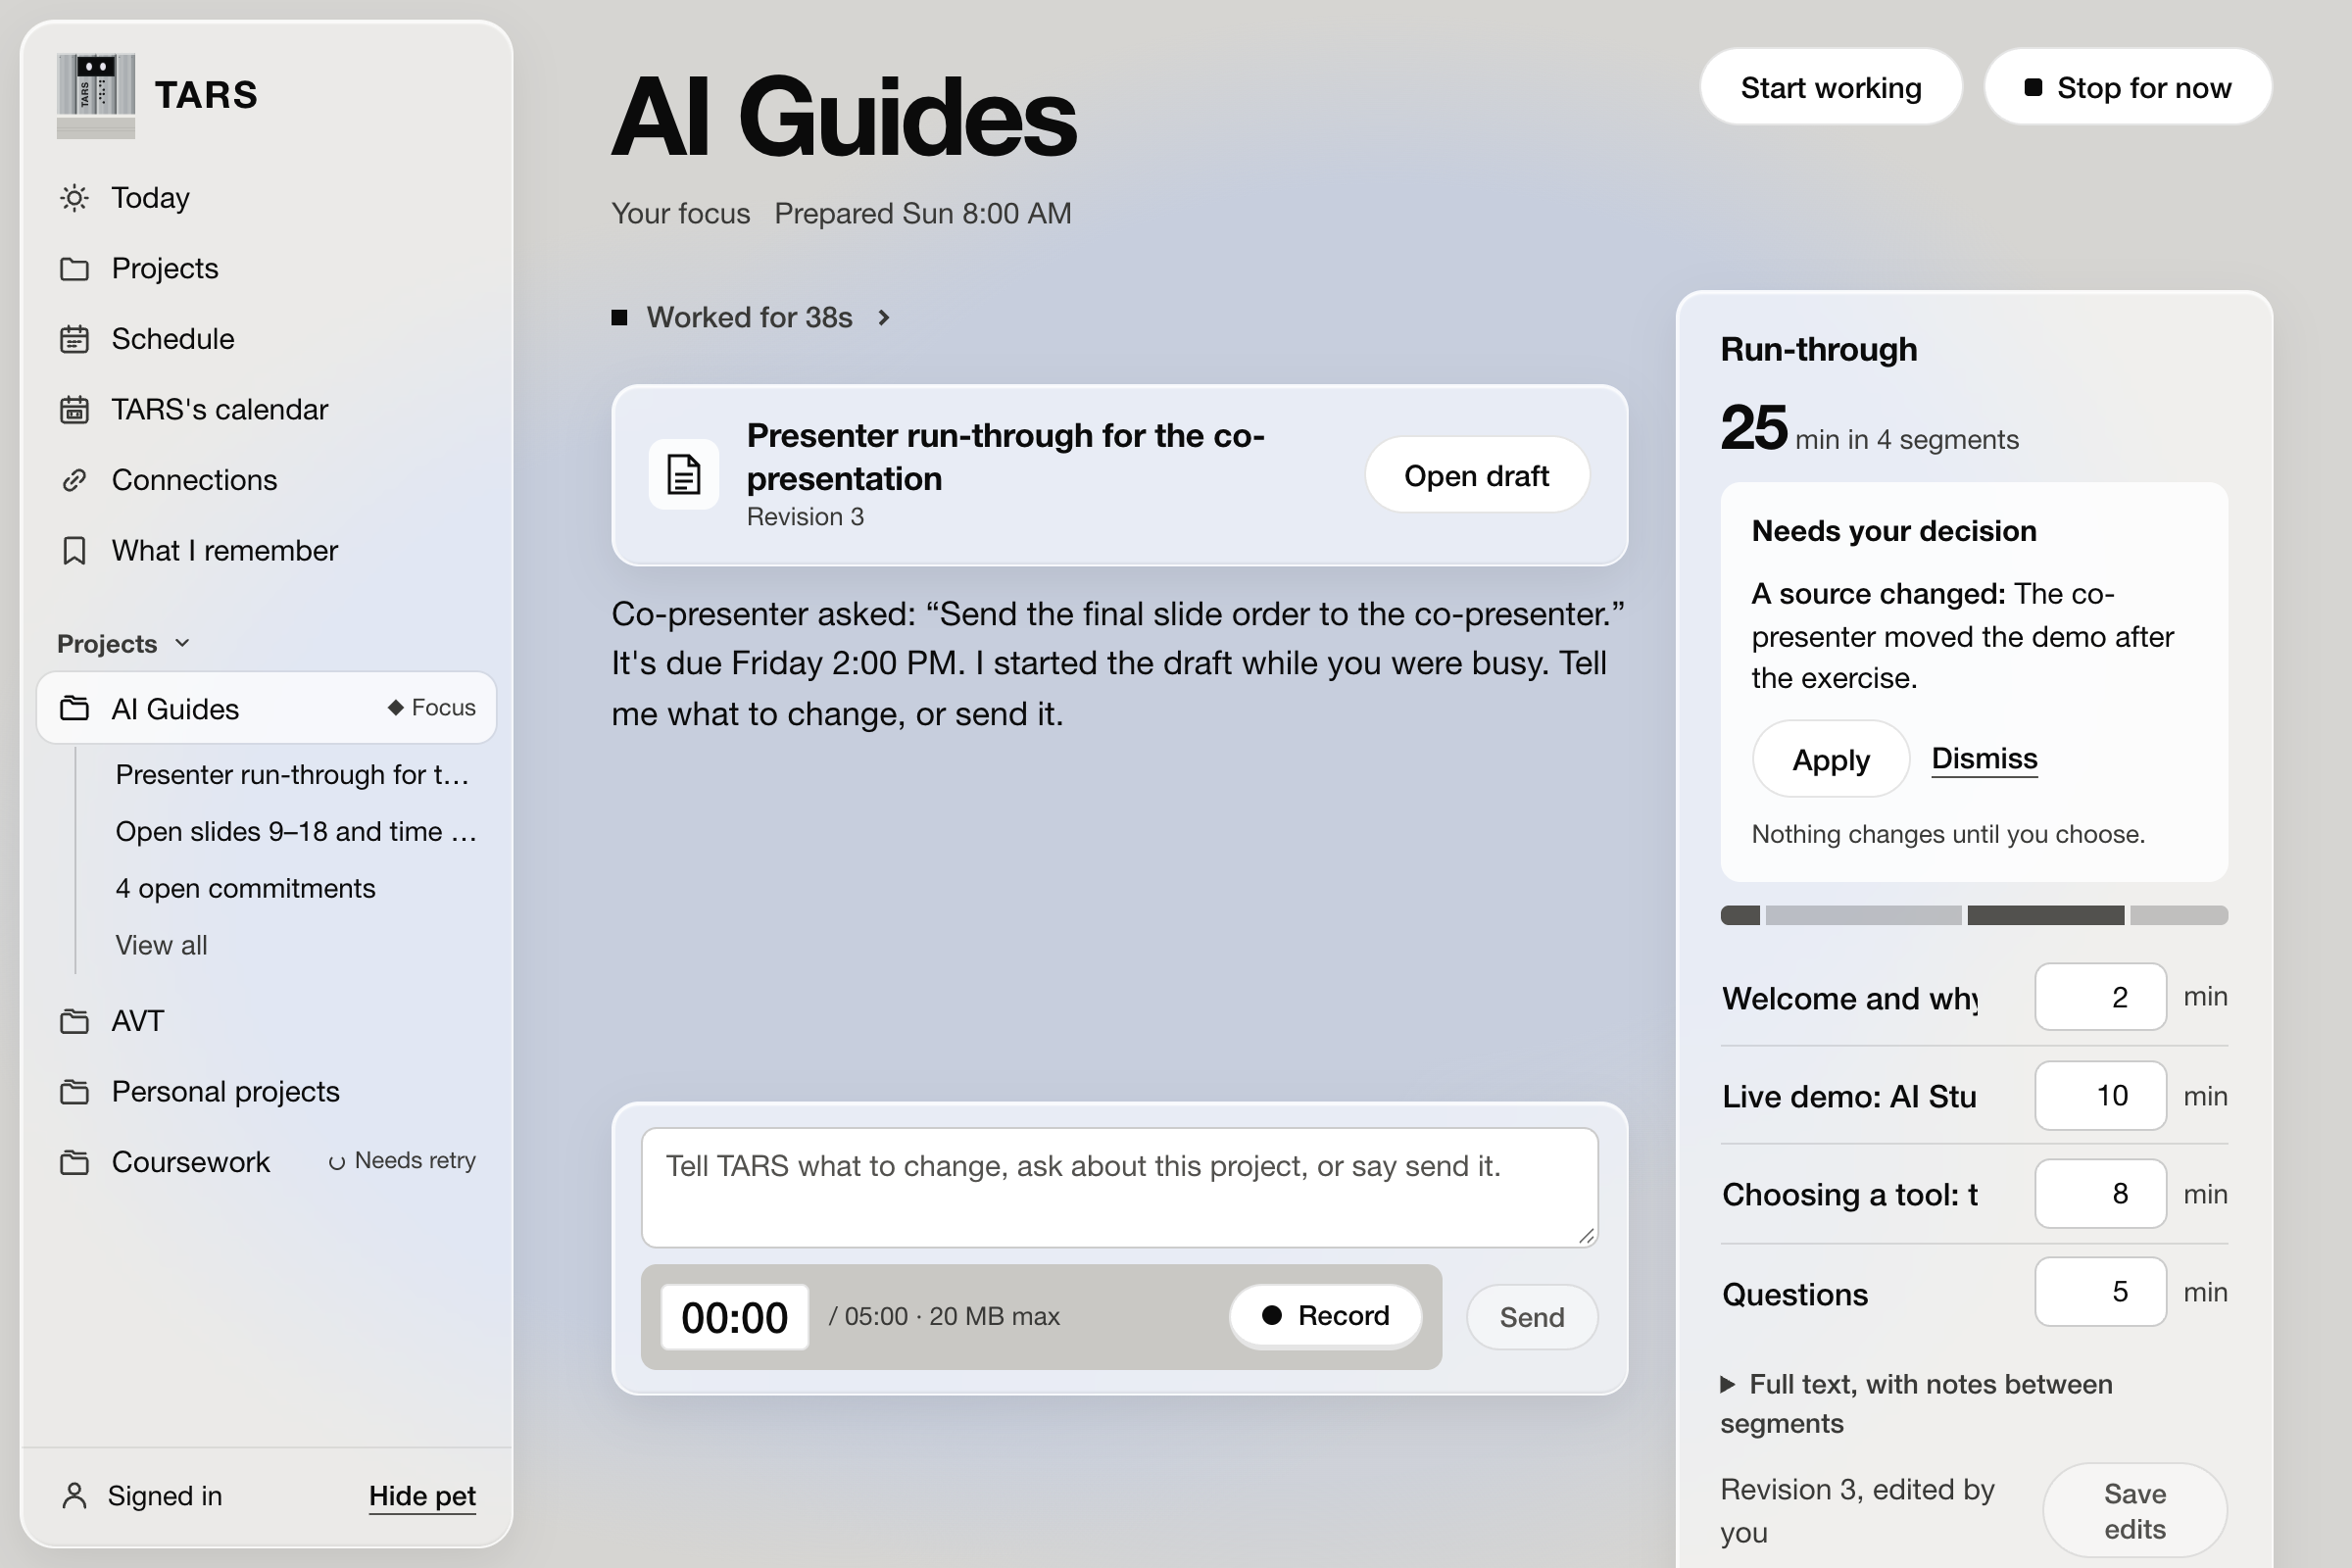 TARS
TARS
Today
Projects
Schedule
TARS's calendar
Connections
What I remember
Projects
AI Guides
Focus
Presenter run-through for t…
Open slides 9–18 and time …
4 open commitments
View all
AVT
Personal projects
Coursework
Needs retry
Signed in
Hide pet
AI Guides
Your focus Prepared Sun 8:00 AM
Start working
Stop for now
Worked for 38s
Presenter run-through for the co-
presentation
Revision 3
Open draft
Co-presenter asked: “Send the final slide order to the co-presenter.”
It's due Friday 2:00 PM. I started the draft while you were busy. Tell
me what to change, or send it.
Tell TARS what to change, ask about this project, or say send it.
00:00 / 05:00 · 20 MB max
Record
Send
Run-through
25 min in 4 segments
Needs your decision
A source changed: The co-
presenter moved the demo after
the exercise.
Apply
Dismiss
Nothing changes until you choose.
Welcome and why 2 min
Live demo: AI Stu 10 min
Choosing a tool: t 8 min
Questions 5 min
Full text, with notes between
segments
Revision 3, edited by
you
Save
edits